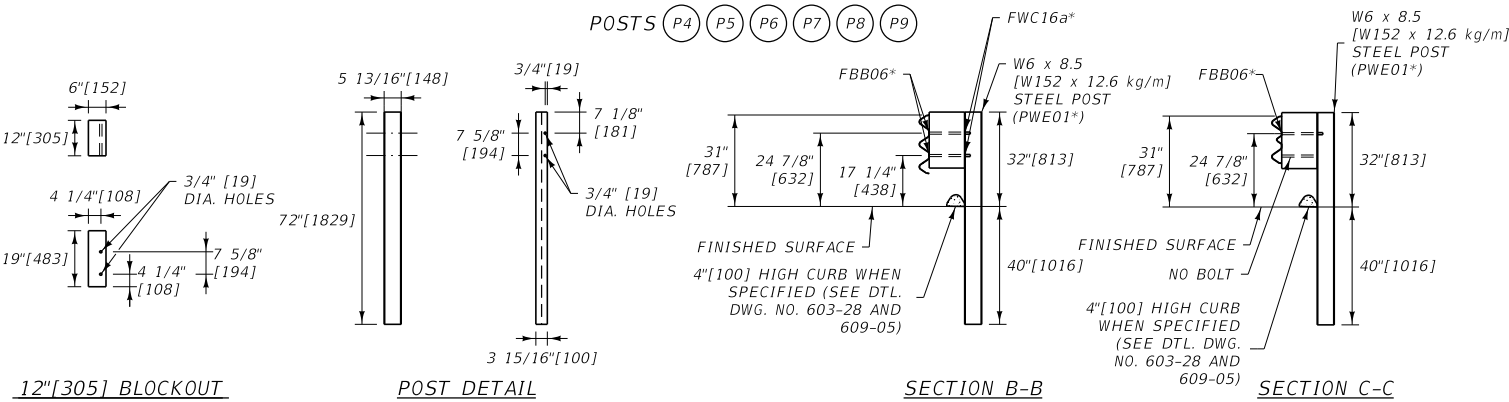 POSTS P4 P5 P6 P7 P8 P9
6"[152]
12"[305]
4 1/4"[108]
3/4" [19]
DIA. HOLES
19"[483]
7 5/8"
[194]
4 1/4"
[108]
12"[305] BLOCKOUT
5 13/16"[148]
72"[1829]
3/4"[19]
7 1/8"
[181]
7 5/8"
[194]
3/4" [19]
DIA. HOLES
3 15/16"[100]
POST DETAIL
FWC16a*
FBB06*
W6 x 8.5
[W152 x 12.6 kg/m]
STEEL POST
(PWE01*)
31"
[787]
24 7/8"
[632]
17 1/4"
[438]
32"[813]
FINISHED SURFACE
4"[100] HIGH CURB WHEN
SPECIFIED (SEE DTL.
DWG. NO. 603-28 AND
609-05)
40"[1016]
SECTION B-B
W6 x 8.5
[W152 x 12.6 kg/m]
STEEL POST
(PWE01*)
FBB06*
31"
[787]
24 7/8"
[632]
32"[813]
FINISHED SURFACE
NO BOLT
40"[1016]
4"[100] HIGH CURB
WHEN SPECIFIED
(SEE DTL. DWG.
NO. 603-28 AND
609-05)
SECTION C-C